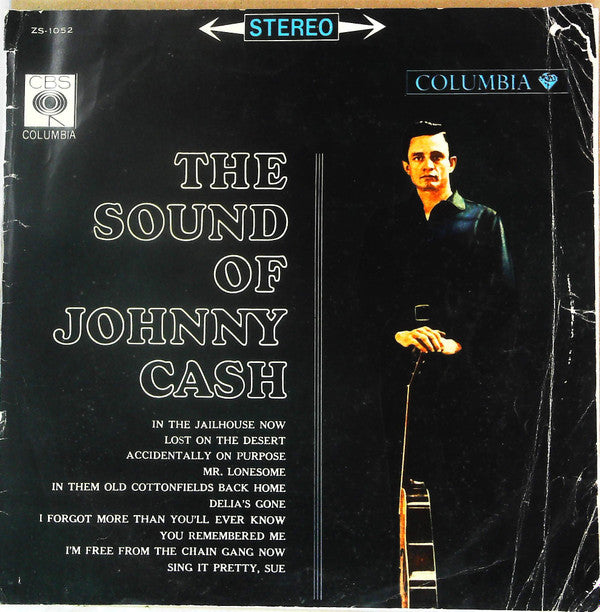 ZS-1052
STEREO
COLUMBIA
CBS
COLUMBIA
THE
SOUND
OF
JOHNNY
CASH
IN THE JAILHOUSE NOW
LOST ON THE DESERT
ACCIDENTALLY ON PURPOSE
MR. LONESOME
IN THEM OLD COTTONFIELDS BACK HOME
DELIA'S GONE
I FORGOT MORE THAN YOU'LL EVER KNOW
YOU REMEMBERED ME
I'M FREE FROM THE CHAIN GANG NOW
SING IT PRETTY, SUE